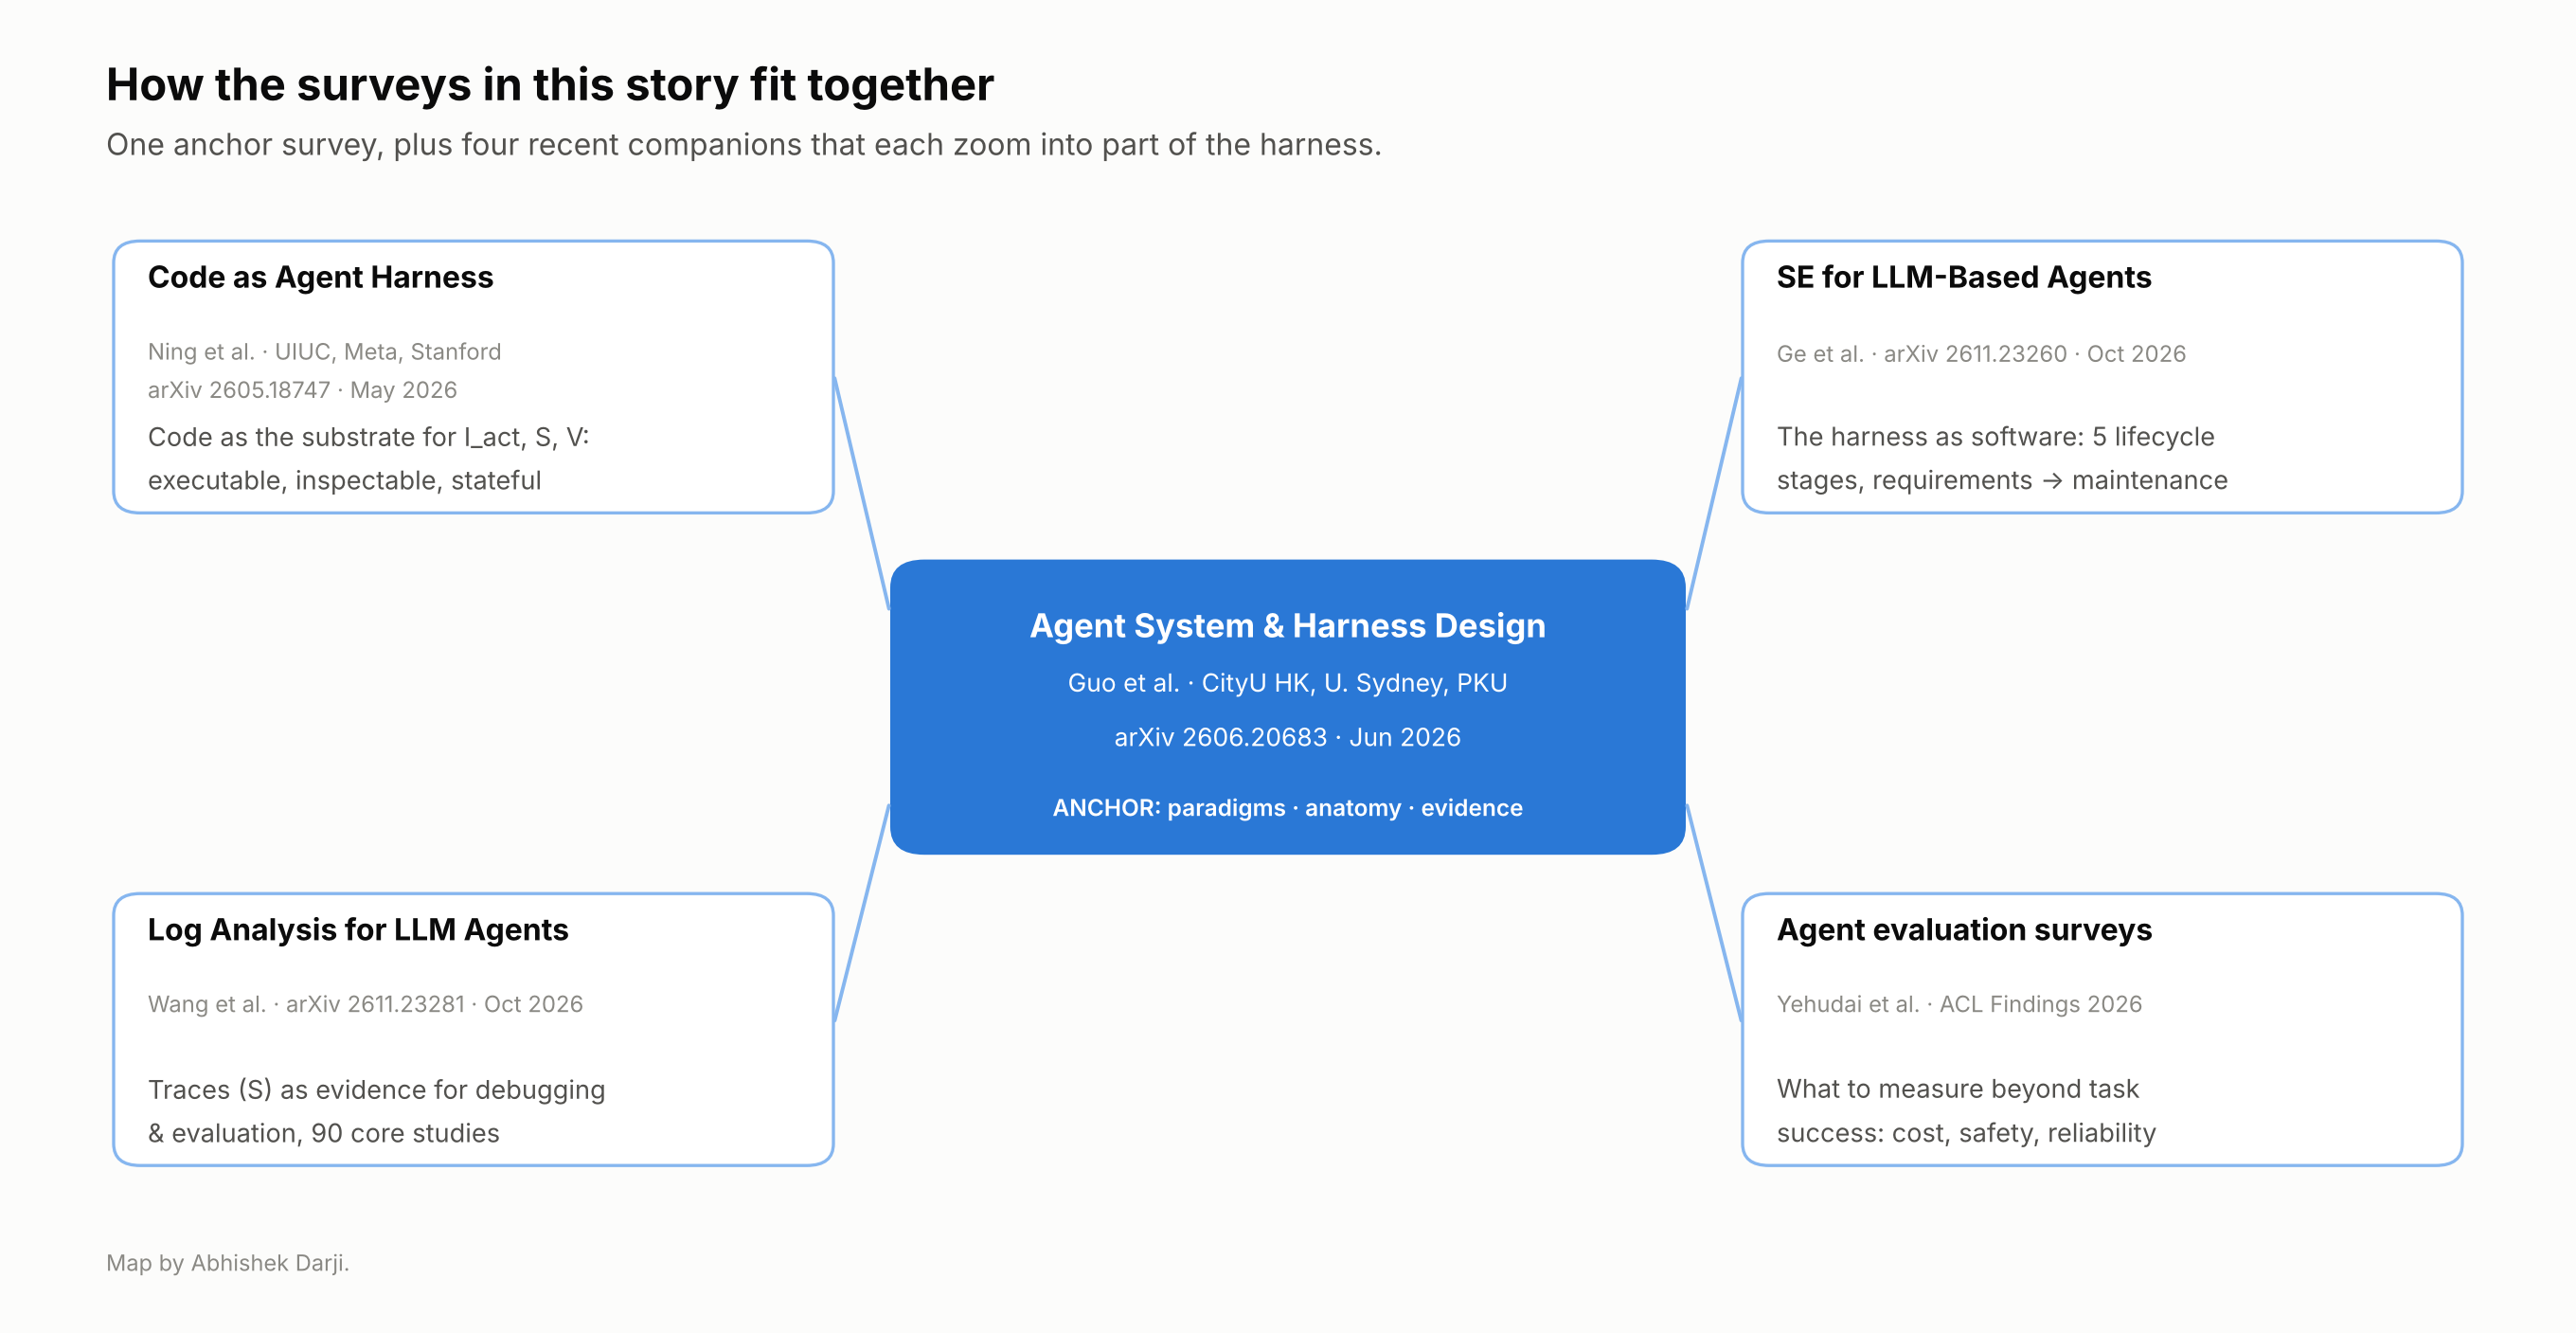 How the surveys in this story fit together
One anchor survey, plus four recent companions that each zoom into part of the harness.
Code as Agent Harness
Ning et al. · UIUC, Meta, Stanford
arXiv 2605.18747 · May 2026
Code as the substrate for I_act, S, V:
executable, inspectable, stateful
SE for LLM-Based Agents
Ge et al. · arXiv 2611.23260 · Oct 2026
The harness as software: 5 lifecycle
stages, requirements → maintenance
Agent System & Harness Design
Guo et al. · CityU HK, U. Sydney, PKU
arXiv 2606.20683 · Jun 2026
ANCHOR: paradigms · anatomy · evidence
Log Analysis for LLM Agents
Wang et al. · arXiv 2611.23281 · Oct 2026
Traces (S) as evidence for debugging
& evaluation, 90 core studies
Agent evaluation surveys
Yehudai et al. · ACL Findings 2026
What to measure beyond task
success: cost, safety, reliability
Map by Abhishek Darji.